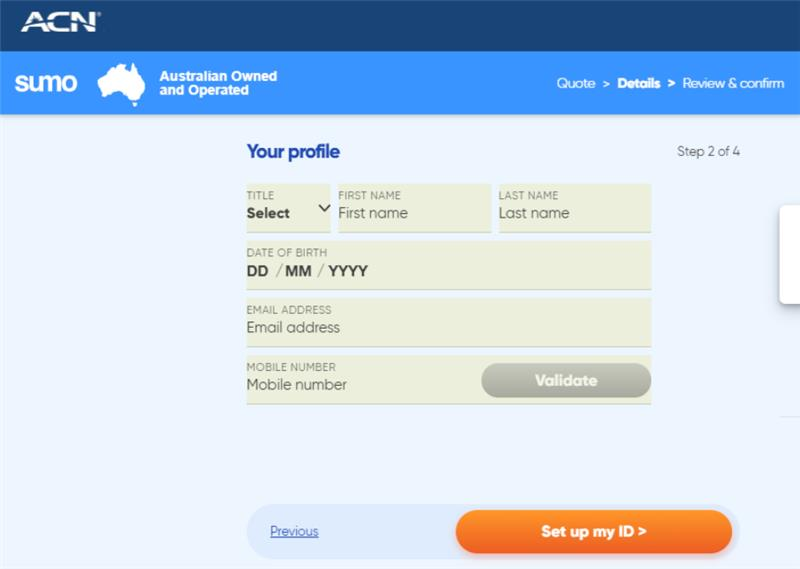 ACN®
sumo
Australian Owned
and Operated
Quote > Details > Review & confirm
Your profile
Step 2 of 4
TITLE
Select
FIRST NAME
First name
LAST NAME
Last name
DATE OF BIRTH
DD / MM / YYYY
EMAIL ADDRESS
Email address
MOBILE NUMBER
Mobile number
Validate
Previous
Set up my ID >